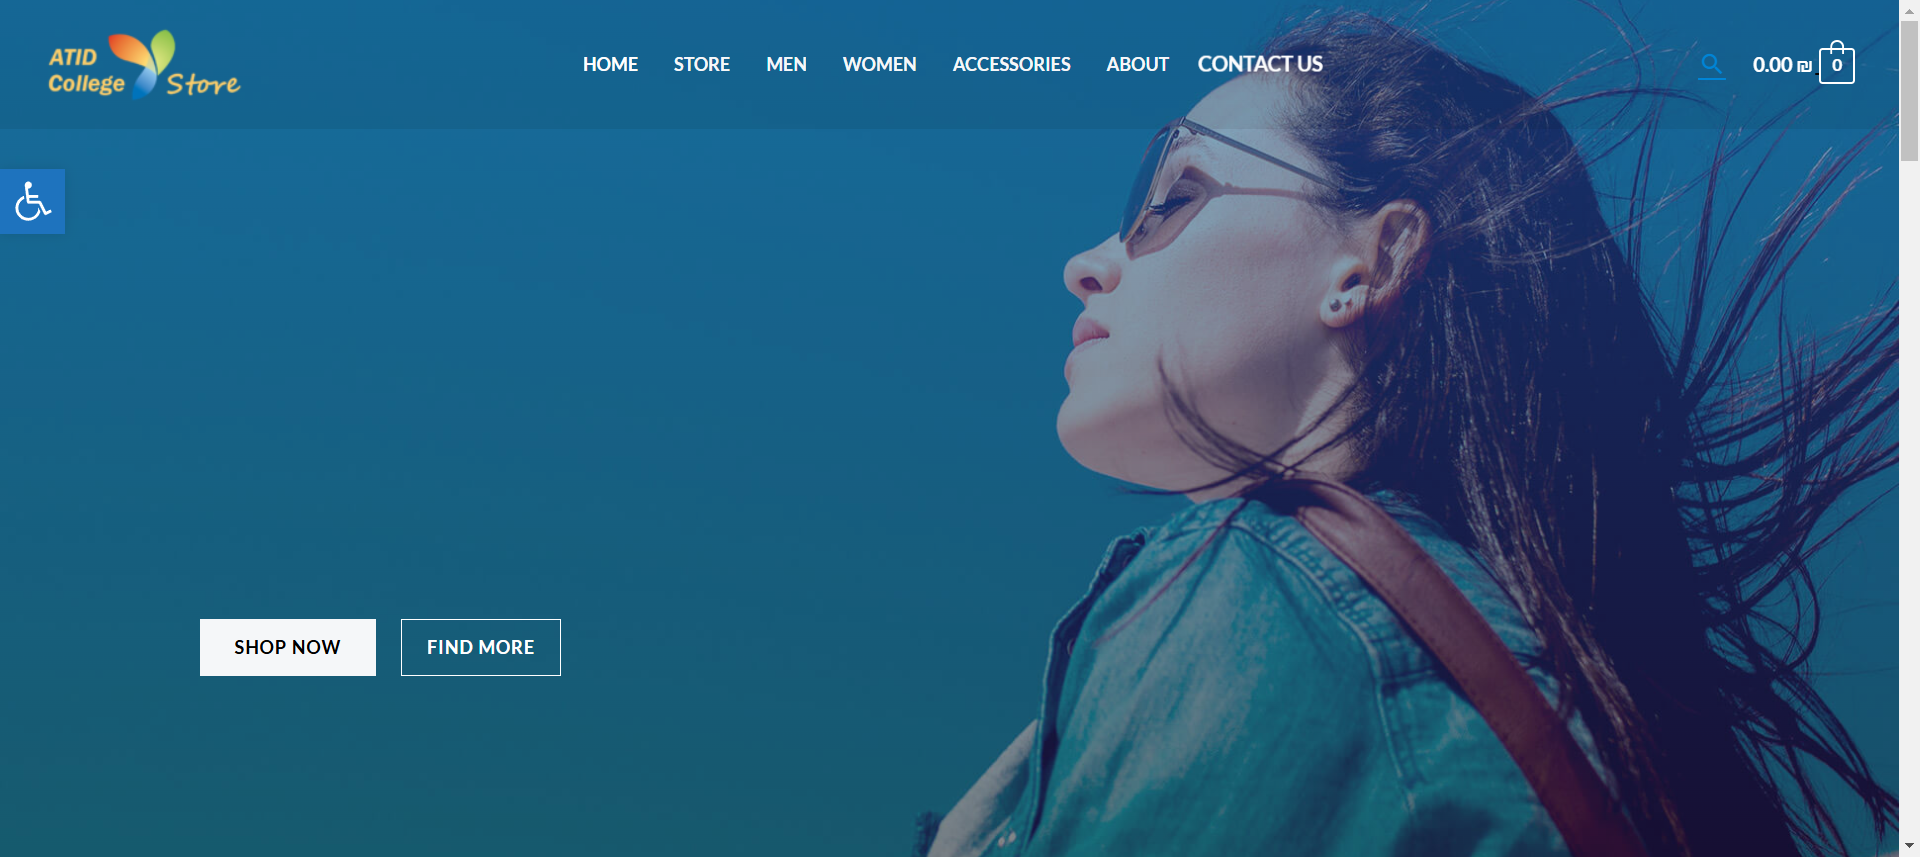 ATID
College Store
HOME STORE MEN WOMEN ACCESSORIES ABOUT CONTACT US
0.00 ₪ 0
SHOP NOW FIND MORE